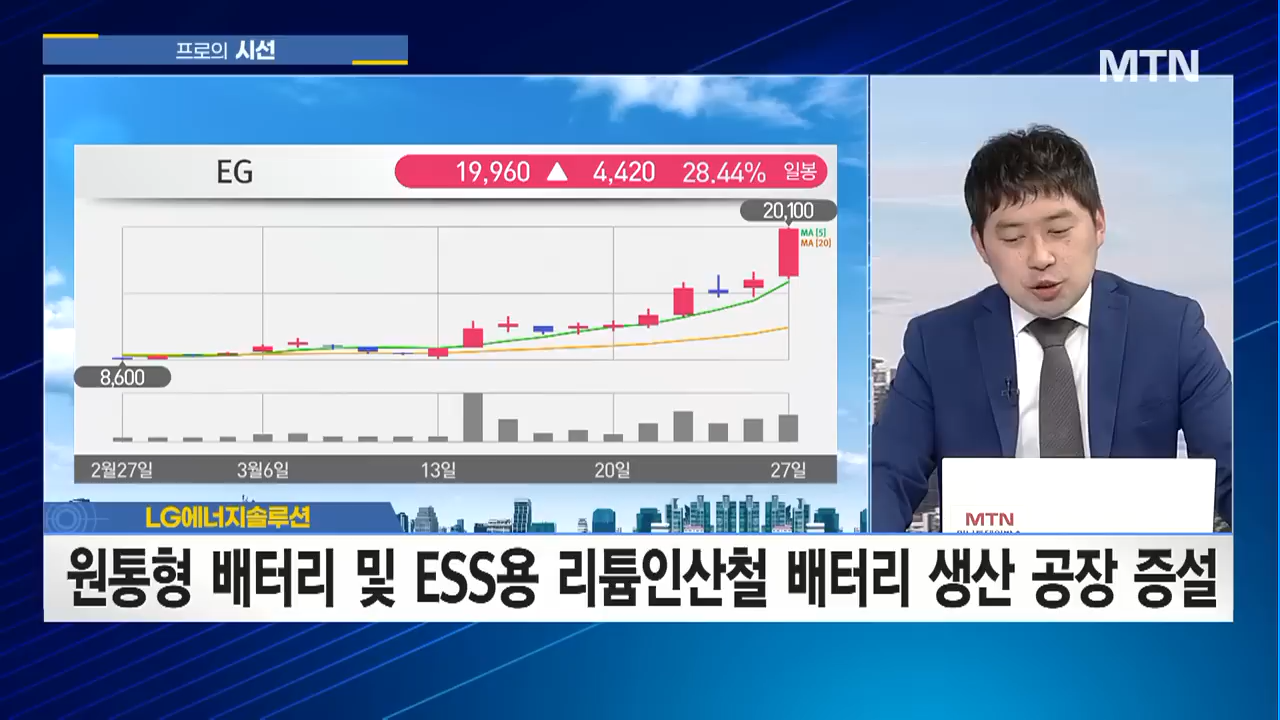 프로의 시선
MTN
EG
19,960 ▲ 4,420 28.44% 일봉
20,100
MA [5]
MA [20]
8,600
2월27일 3월6일 13일 20일 27일
LG에너지솔루션
MTN
원통형 배터리 및 ESS용 리튬인산철 배터리 생산 공장 증설